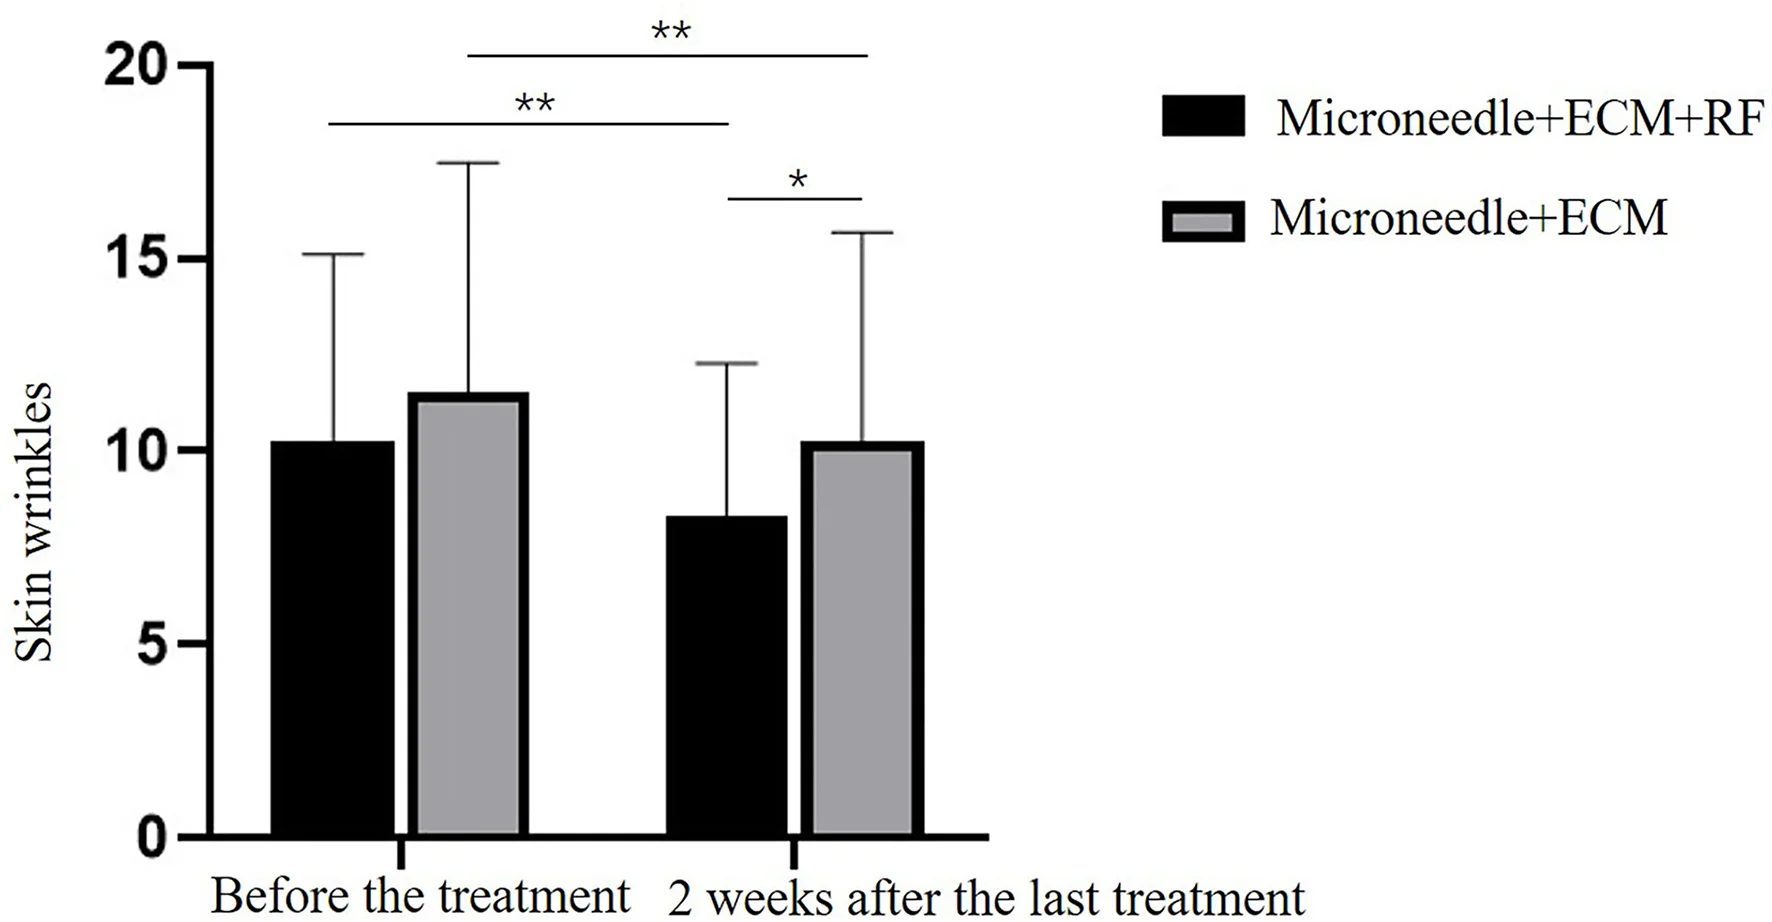 **
20
**
Microneedle+ECM+RF
*
Microneedle+ECM
15
10
5
0
Skin wrinkles
Before the treatment
2 weeks after the last treatment